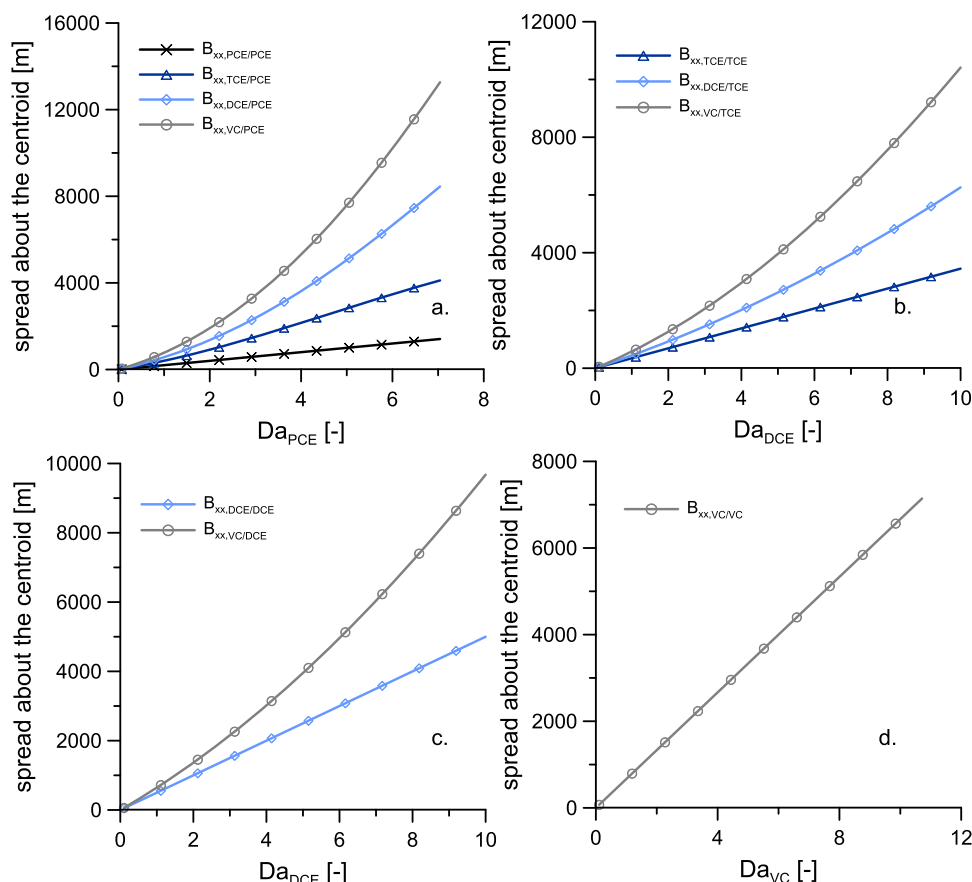 spread about the centroid [m]
16000
12000
8000
4000
0
B_xx,PCE/PCE
B_xx,TCE/PCE
B_xx,DCE/PCE
B_xx,VC/PCE
a.
0 2 4 6 8
Da_PCE [-]
spread about the centroid [m]
12000
8000
4000
0
B_xx,TCE/TCE
B_xx,DCE/TCE
B_xx,VC/TCE
b.
0 2 4 6 8 10
Da_DCE [-]
spread about the centroid [m]
10000
8000
6000
4000
2000
0
B_xx,DCE/DCE
B_xx,VC/DCE
c.
0 2 4 6 8 10
Da_DCE [-]
spread about the centroid [m]
8000
6000
4000
2000
0
B_xx,VC/VC
d.
0 2 4 6 8 10 12
Da_VC [-]